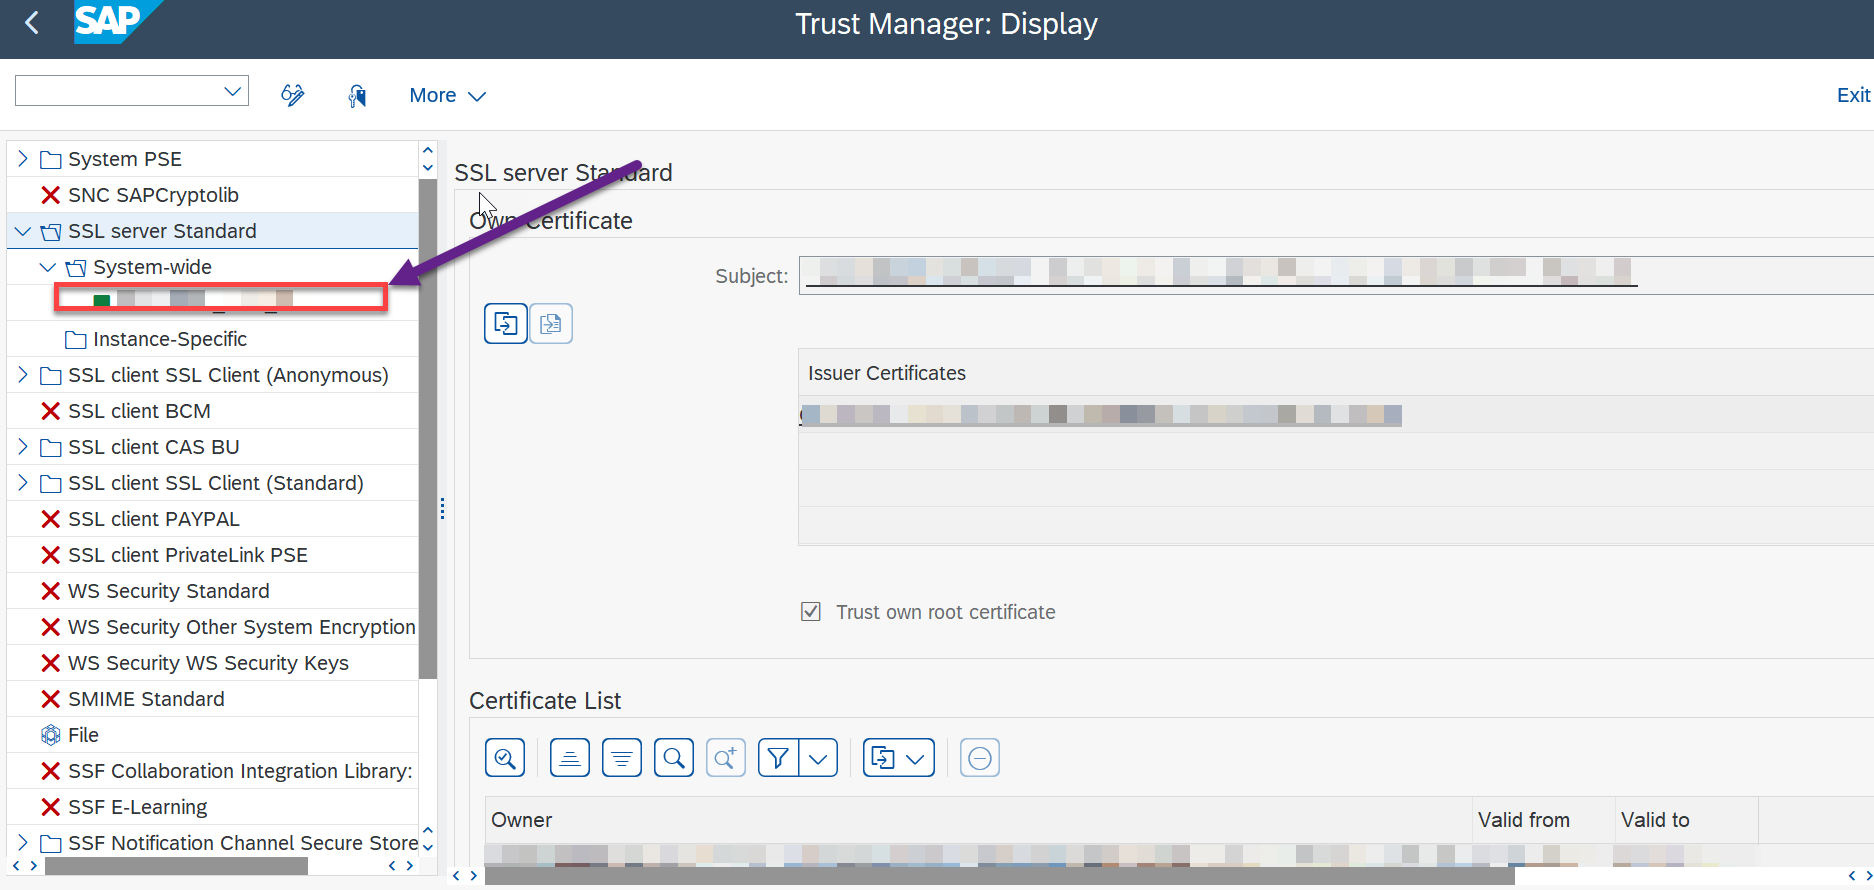 SAP
Trust Manager: Display
More
Exit
System PSE
SNC SAPCryptolib
SSL server Standard
System-wide
Instance-Specific
SSL client SSL Client (Anonymous)
SSL client BCM
SSL client CAS BU
SSL client SSL Client (Standard)
SSL client PAYPAL
SSL client PrivateLink PSE
WS Security Standard
WS Security Other System Encryption
WS Security WS Security Keys
SMIME Standard
File
SSF Collaboration Integration Library:
SSF E-Learning
SSF Notification Channel Secure Store
SSL server Standard
Own Certificate
Subject:
Issuer Certificates
Trust own root certificate
Certificate List
Owner
Valid from
Valid to